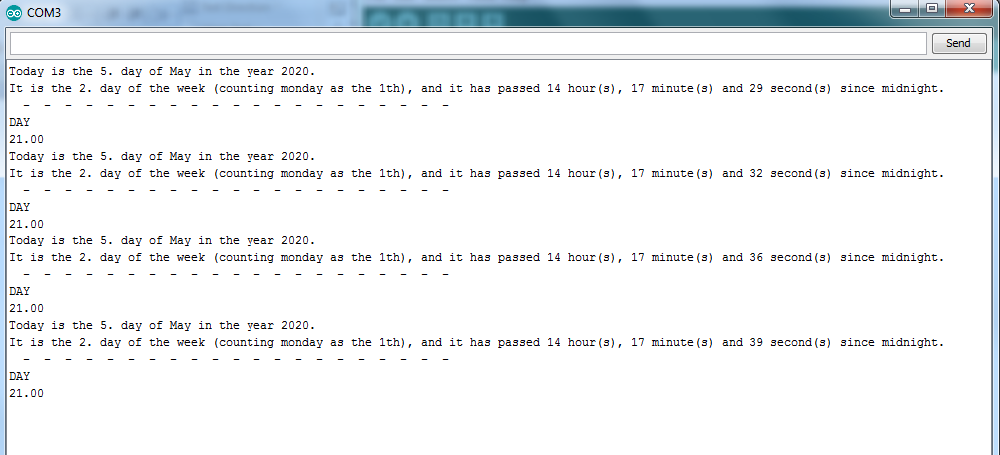 COM3
Send
Today is the 5. day of May in the year 2020.
It is the 2. day of the week (counting monday as the 1th), and it has passed 14 hour(s), 17 minute(s) and 29 second(s) since midnight.
- - - - - - - - - - - - - - - - - - - - -
DAY
21.00
Today is the 5. day of May in the year 2020.
It is the 2. day of the week (counting monday as the 1th), and it has passed 14 hour(s), 17 minute(s) and 32 second(s) since midnight.
- - - - - - - - - - - - - - - - - - - - -
DAY
21.00
Today is the 5. day of May in the year 2020.
It is the 2. day of the week (counting monday as the 1th), and it has passed 14 hour(s), 17 minute(s) and 36 second(s) since midnight.
- - - - - - - - - - - - - - - - - - - - -
DAY
21.00
Today is the 5. day of May in the year 2020.
It is the 2. day of the week (counting monday as the 1th), and it has passed 14 hour(s), 17 minute(s) and 39 second(s) since midnight.
- - - - - - - - - - - - - - - - - - - - -
DAY
21.00